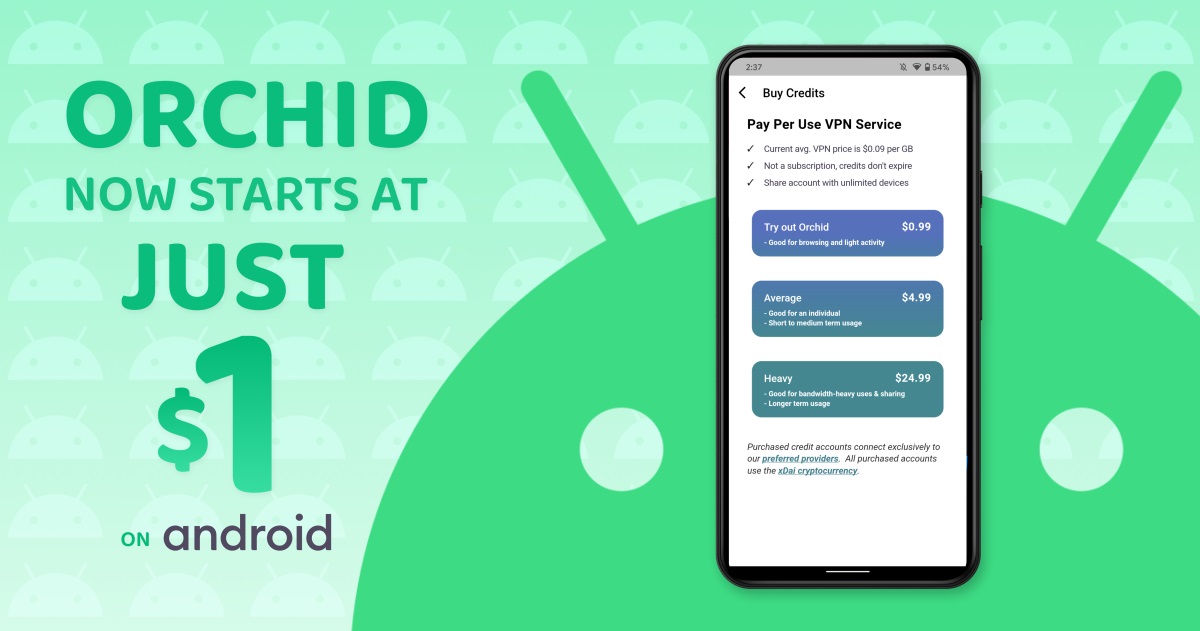 ORCHID
NOW STARTS AT
JUST
$1
ON android
2:37 54%
Buy Credits
Pay Per Use VPN Service
✓ Current avg. VPN price is $0.09 per GB
✓ Not a subscription, credits don't expire
✓ Share account with unlimited devices
Try out Orchid $0.99
- Good for browsing and light activity
Average $4.99
- Good for an individual
- Short to medium term usage
Heavy $24.99
- Good for bandwidth-heavy uses & sharing
- Longer term usage
Purchased credit accounts connect exclusively to
our preferred providers. All purchased accounts
use the xDai cryptocurrency.